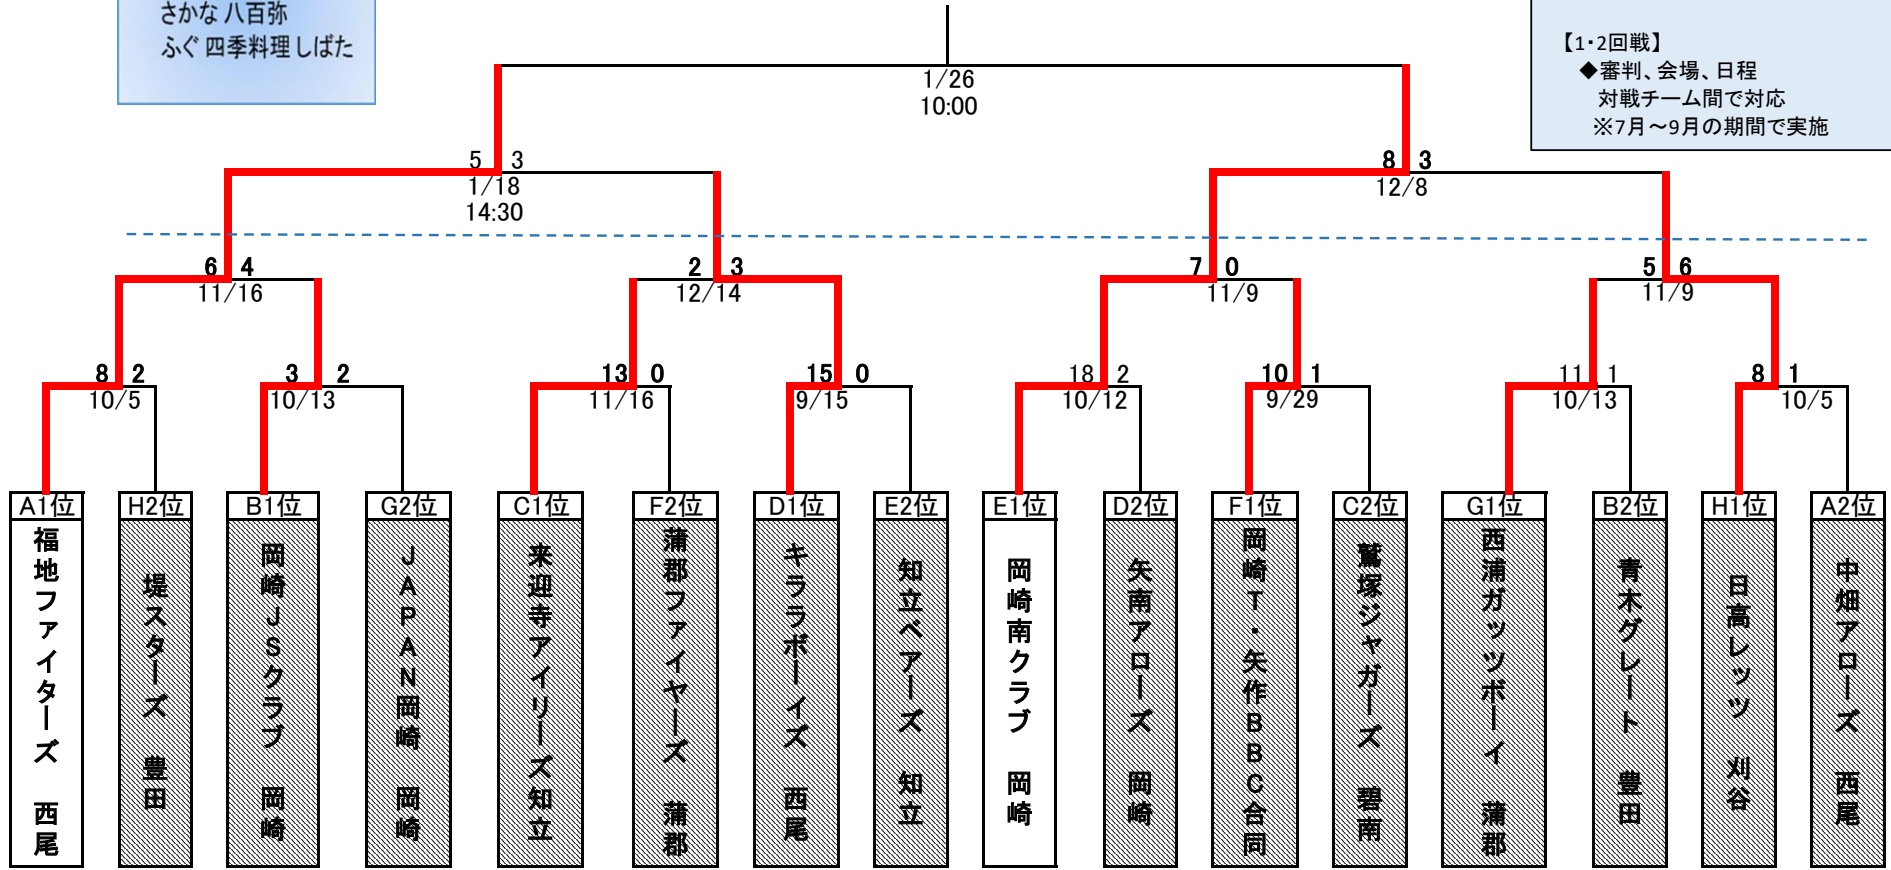 さかな 八百弥
ふぐ 四季料理 しばた
【1・2回戦】
◆審判、会場、日程
対戦チーム間で対応
※7月～9月の期間で実施
1/26
10:00
5 3
1/18
14:30
8 3
12/8
6 4
11/16
2 3
12/14
7 0
11/9
5 6
11/9
8 2
10/5
3 2
10/13
13 0
11/16
15 0
9/15
18 2
10/12
10 1
9/29
11 1
10/13
8 1
10/5
A1位
福地ファイターズ 西尾
H2位
堤スターズ 豊田
B1位
岡崎JSクラブ 岡崎
G2位
JAPAN岡崎 岡崎
C1位
来迎寺アイリーズ知立
F2位
蒲郡ファイヤーズ 蒲郡
D1位
キララボーイズ 西尾
E2位
知立ベアーズ 知立
E1位
岡崎南クラブ 岡崎
D2位
矢南アローズ 岡崎
F1位
岡崎T・矢作BBC合同
C2位
鷲塚ジャガーズ 碧南
G1位
西浦ガッツボーイ 蒲郡
B2位
青木グレート 豊田
H1位
日高レッツ 刈谷
A2位
中畑アローズ 西尾